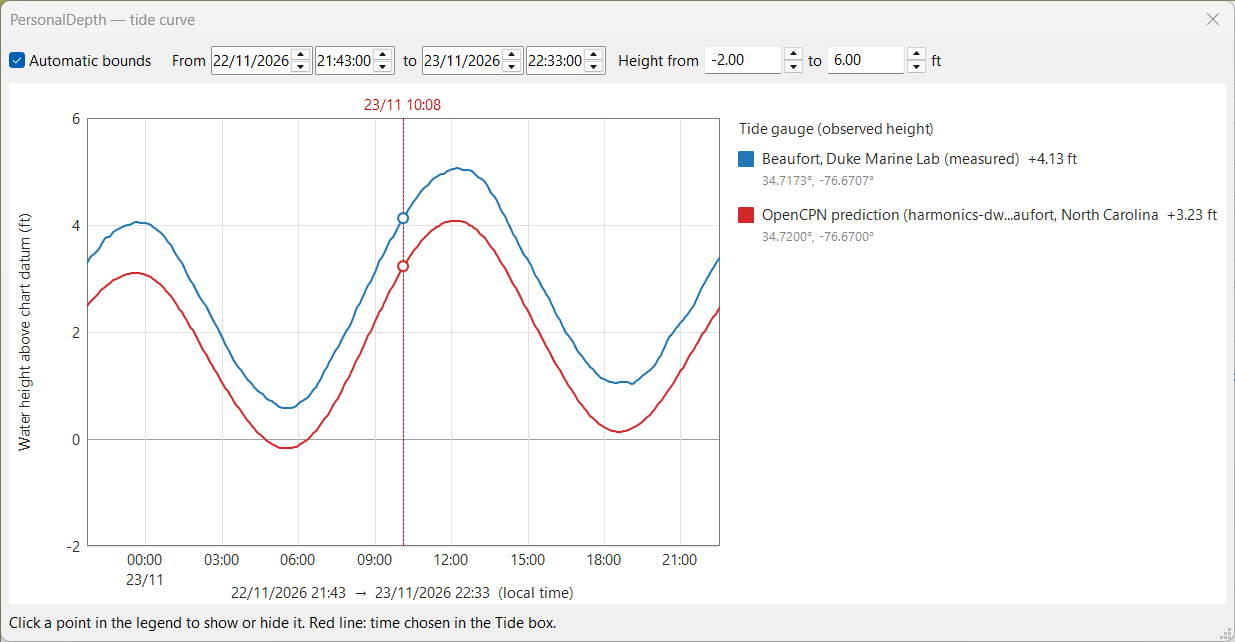 PersonalDepth — tide curve
Automatic bounds From 22/11/2026 21:43:00 to 23/11/2026 22:33:00 Height from -2.00 to 6.00 ft
23/11 10:08
6
4
2
0
-2
Water height above chart datum (ft)
00:00 03:00 06:00 09:00 12:00 15:00 18:00 21:00
23/11
22/11/2026 21:43 → 23/11/2026 22:33 (local time)
Tide gauge (observed height)
Beaufort, Duke Marine Lab (measured) +4.13 ft
34.7173°, -76.6707°
OpenCPN prediction (harmonics-dw...aufort, North Carolina +3.23 ft
34.7200°, -76.6700°
Click a point in the legend to show or hide it. Red line: time chosen in the Tide box.